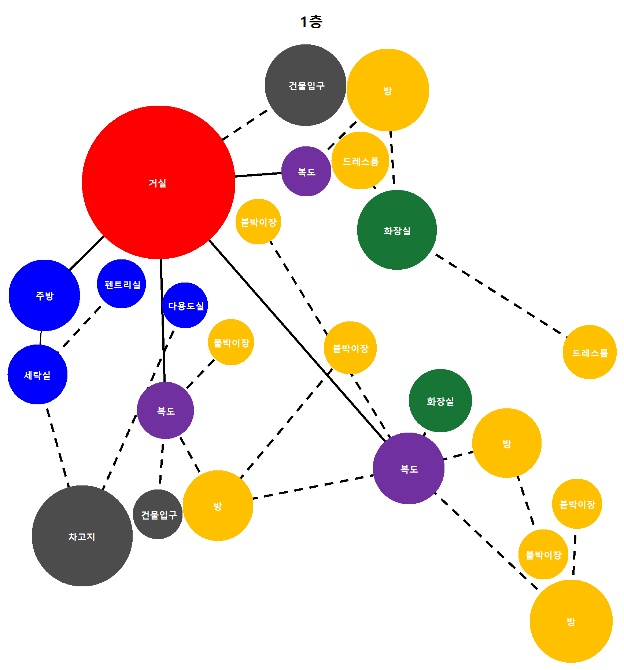 1층
건물입구
방
거실
복도
드레스룸
붙박이장
화장실
주방
팬트리실
다용도실
붙박이장
붙박이장
드레스룸
세탁실
복도
화장실
방
복도
방
건물입구
차고지
붙박이장
붙박이장
방